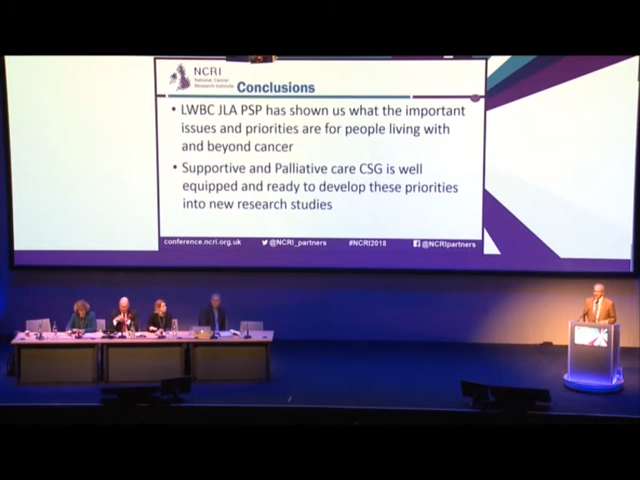 NCRI
National Cancer
Research Institute
Conclusions
• LWBC JLA PSP has shown us what the important
issues and priorities are for people living with
and beyond cancer
• Supportive and Palliative care CSG is well
equipped and ready to develop these priorities
into new research studies
conference.ncri.org.uk @NCRI_partners #NCRI2018 @NCRIpartners